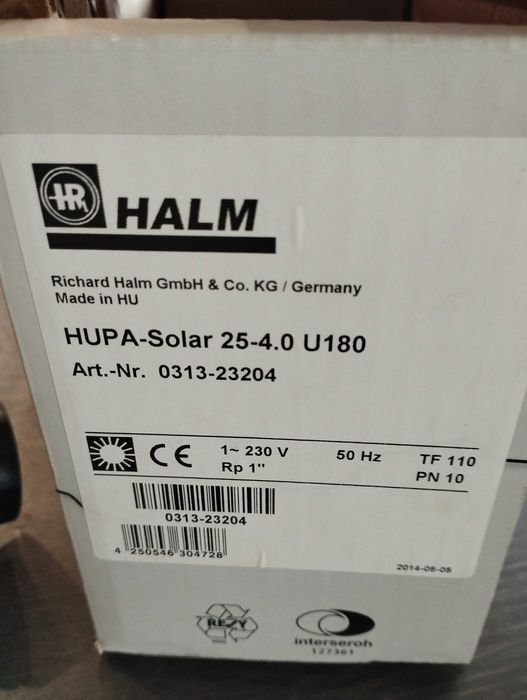 HR
HALM
Richard Halm GmbH & Co. KG / Germany
Made in HU
HUPA-Solar 25-4.0 U180
Art.-Nr. 0313-23204
CE 1~ 230 V 50 Hz TF 110
Rp 1" PN 10
0313-23204
4 250546 304728
2014-05-05
RESY
interseroh
127361